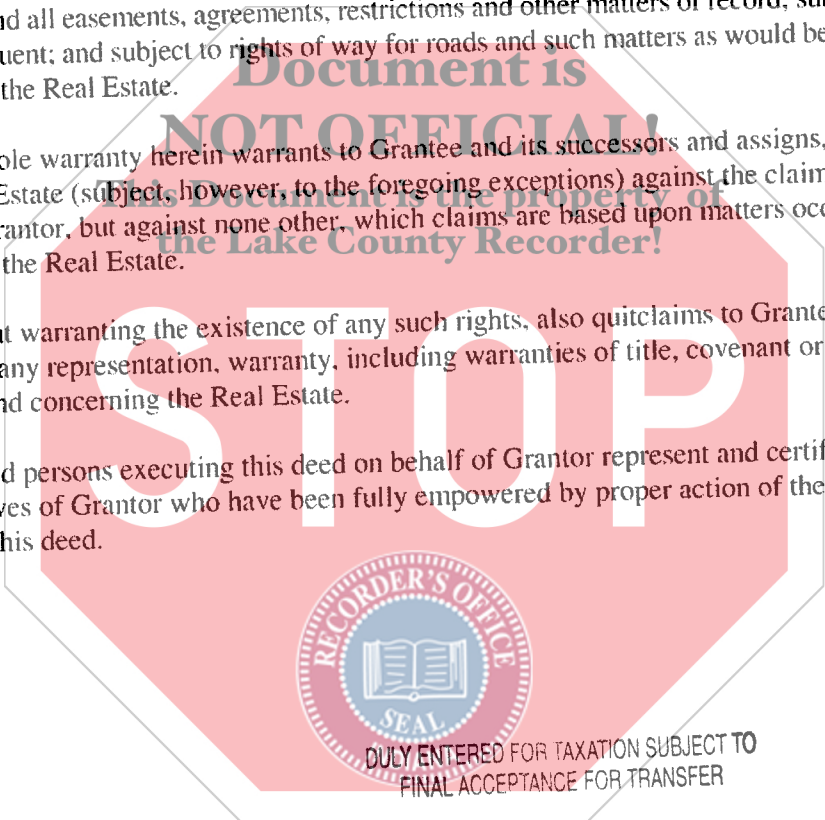 nd all easements, agreements, restrictions and other matters of record, su
uent; and subject to rights of way for roads and such matters as would be
the Real Estate.
Document is
NOT OFFICIAL!
ole warranty herein warrants to Grantee and its successors and assigns,
Estate (subject, however, to the foregoing exceptions) against the claim
This Document is the property of
rantor, but against none other, which claims are based upon matters occ
the Lake County Recorder!
the Real Estate.
STOP
t warranting the existence of any such rights, also quitclaims to Grante
any representation, warranty, including warranties of title, covenant or
nd concerning the Real Estate.
d persons executing this deed on behalf of Grantor represent and certif
ves of Grantor who have been fully empowered by proper action of the
his deed.
RECORDER'S OFFICE
SEAL
DULY ENTERED FOR TAXATION SUBJECT TO
FINAL ACCEPTANCE FOR TRANSFER